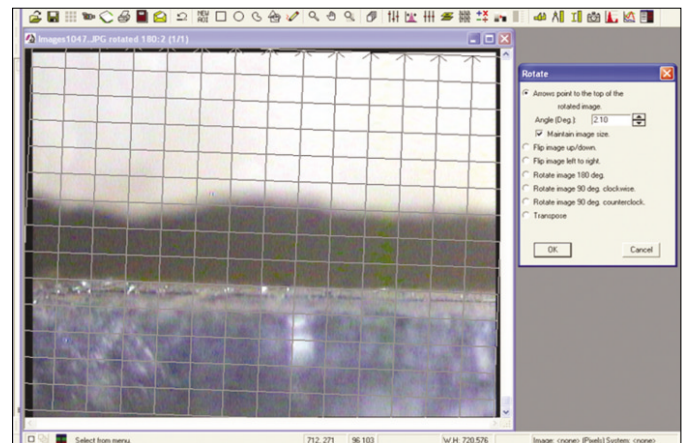 NEW
AOI
Images1047..JPG rotated 180:2 (1/1)
Rotate
Arrows point to the top of the
rotated image.
Angle (Deg.): 2.10
Maintain image size.
Flip image up/down.
Flip image left to right.
Rotate image 180 deg.
Rotate image 90 deg. clockwise.
Rotate image 90 deg. counterclock.
Transpose
OK Cancel
Select from menu. 712, 271 96.103 W,H: 720,576 Image: <none> (Pixels) System: <none>